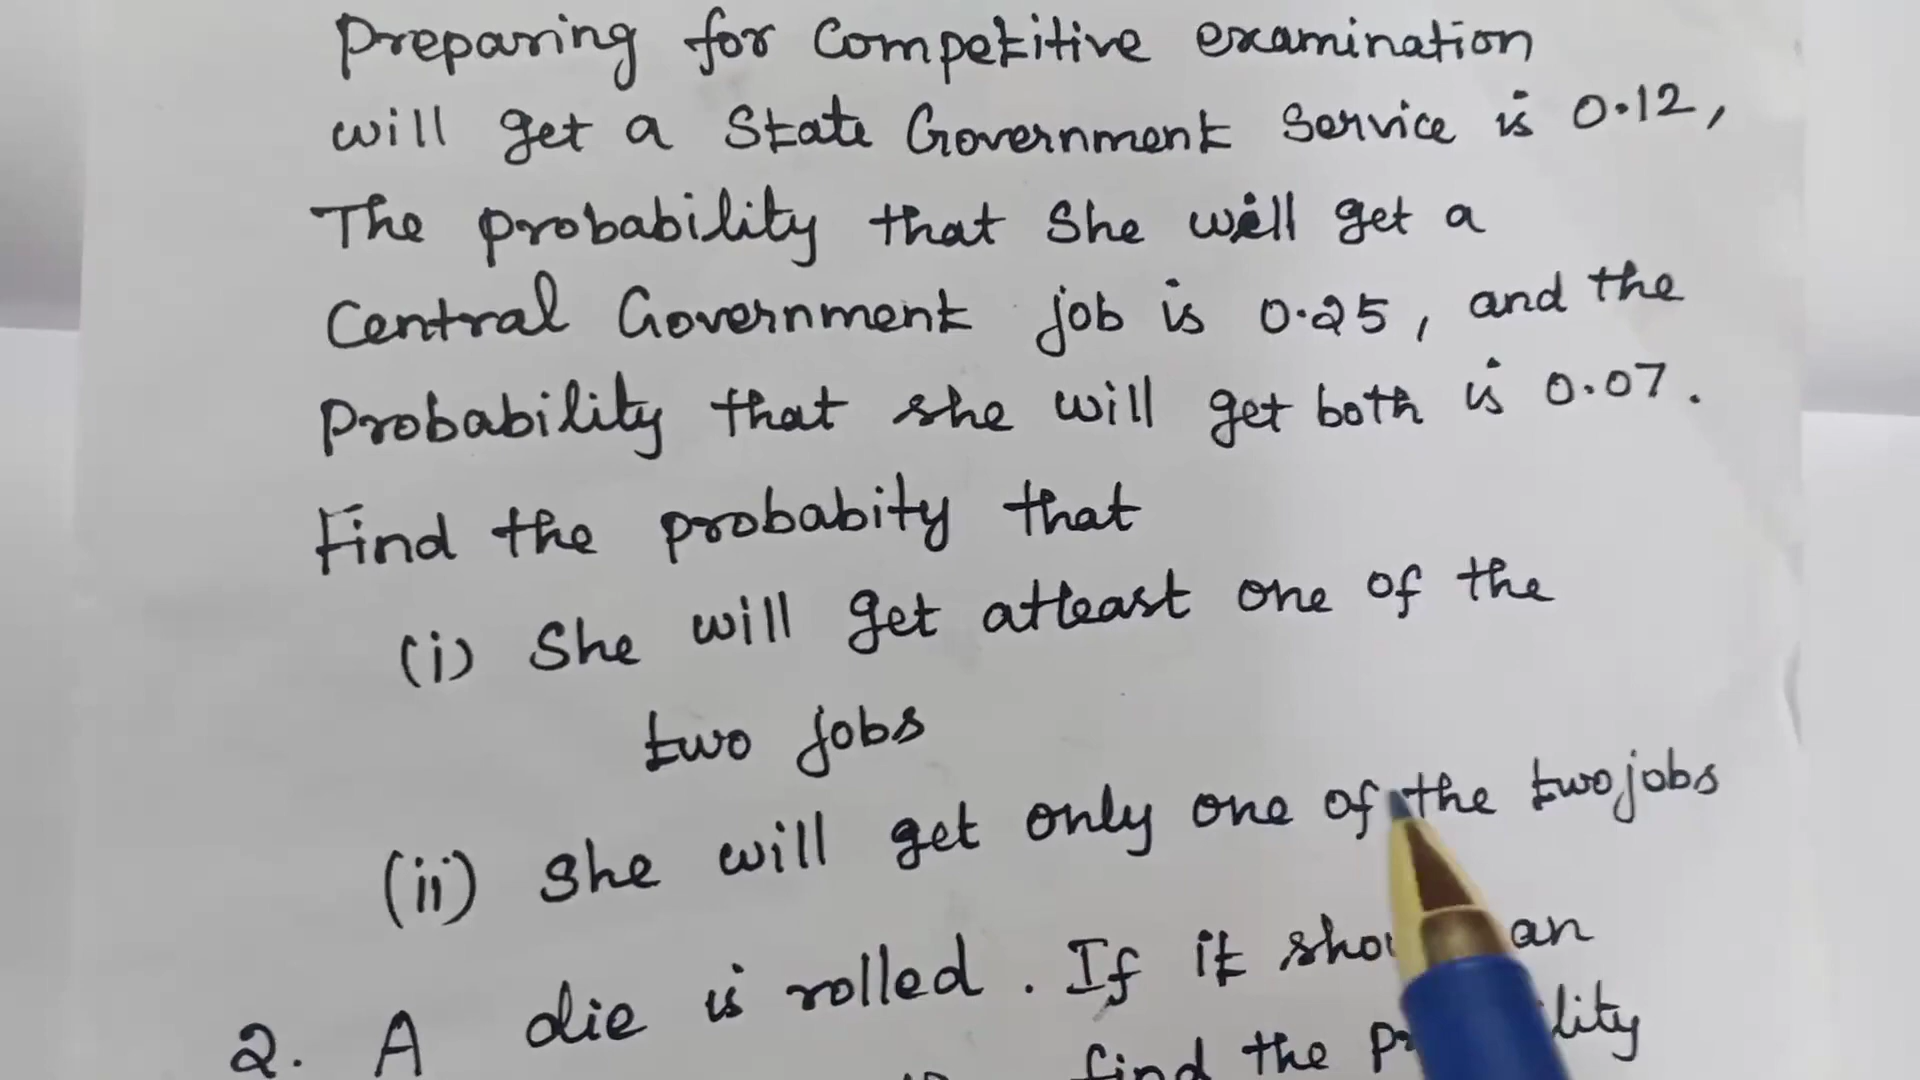 Preparing for Competitive examination
will get a State Government Service is 0.12,
The probability that She will get a
Central Government job is 0.25, and the
Probability that she will get both is 0.07.
Find the probabity that
(i) She will get atleast one of the
two jobs
(ii) She will get only one of the two jobs
2. A die is rolled. If it an
find the